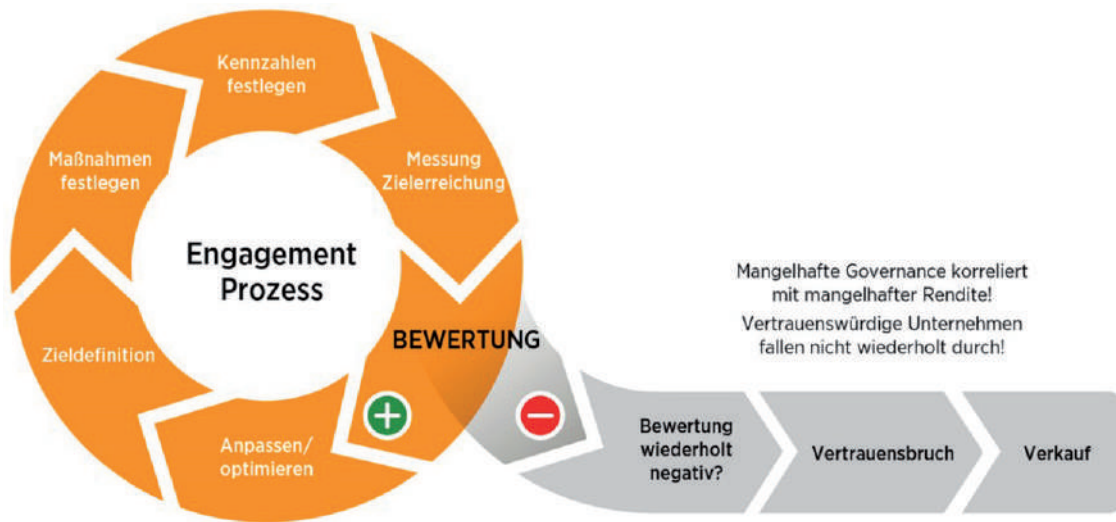 Kennzahlen
festlegen
Maßnahmen
festlegen
Messung
Zielerreichung
Engagement
Prozess
Zieldefinition
BEWERTUNG
Anpassen/
optimieren
Mangelhafte Governance korreliert
mit mangelhafter Rendite!
Vertrauenswürdige Unternehmen
fallen nicht wiederholt durch!
Bewertung
wiederholt
negativ?
Vertrauensbruch
Verkauf